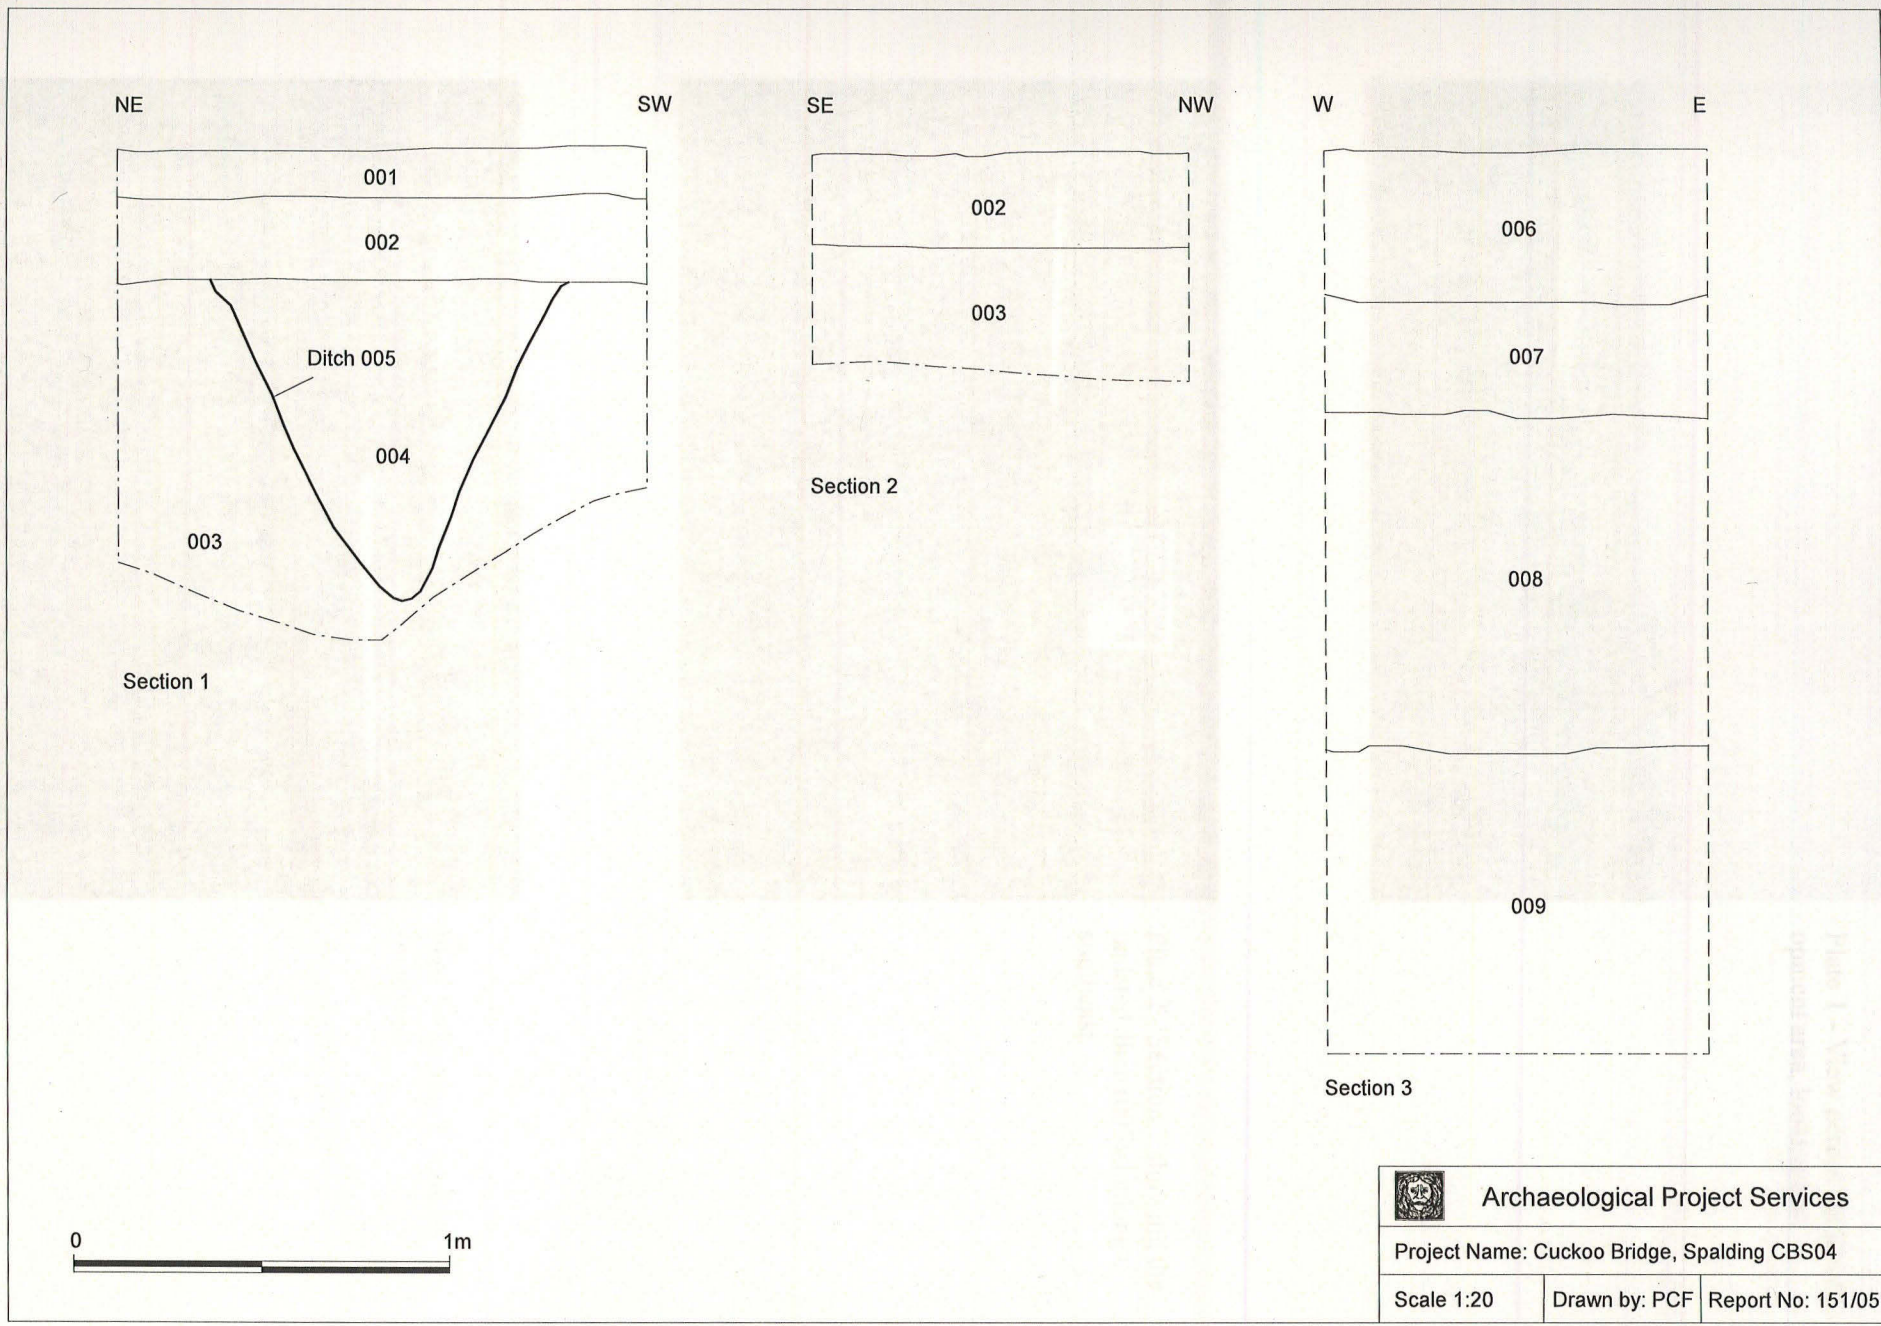 NE SW SE NW W E
001
002
Ditch 005
004
003
Section 1
002
003
Section 2
006
007
008
009
Section 3
0 1m
Archaeological Project Services
Project Name: Cuckoo Bridge, Spalding CBS04
Scale 1:20 Drawn by: PCF Report No: 151/05